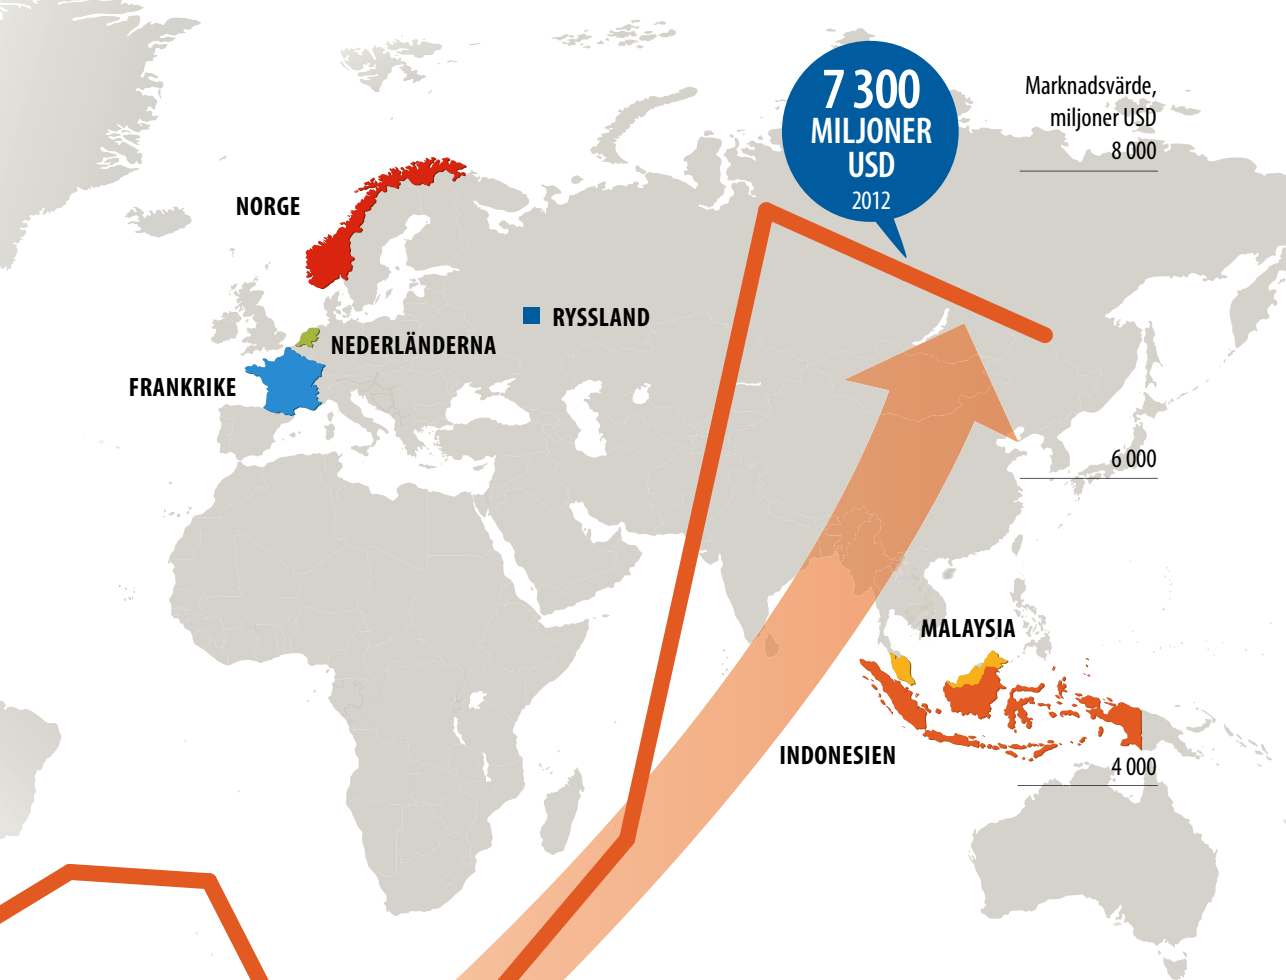 7 300
MILJONER
USD
2012
Marknadsvärde,
miljoner USD
8 000
NORGE
RYSSLAND
NEDERLÄNDERNA
FRANKRIKE
6 000
MALAYSIA
INDONESIEN
4 000